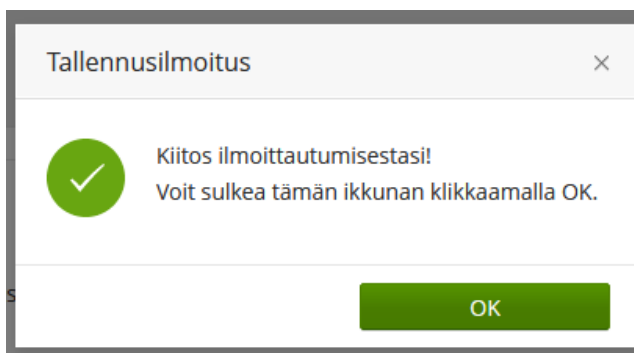 Tallennusilmoitus
Kiitos ilmoittautumisestasi!
Voit sulkea tämän ikkunan klikkaamalla OK.
OK